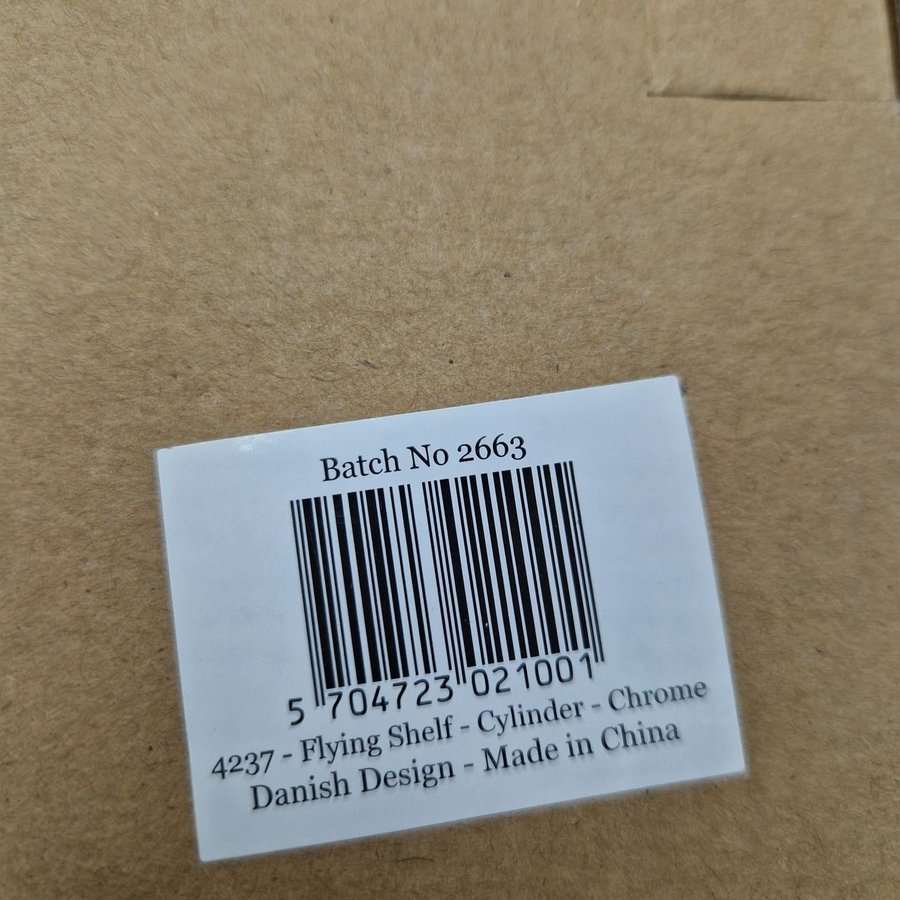 Batch No 2663
5 704723 021001
4237 - Flying Shelf - Cylinder - Chrome
Danish Design - Made in China